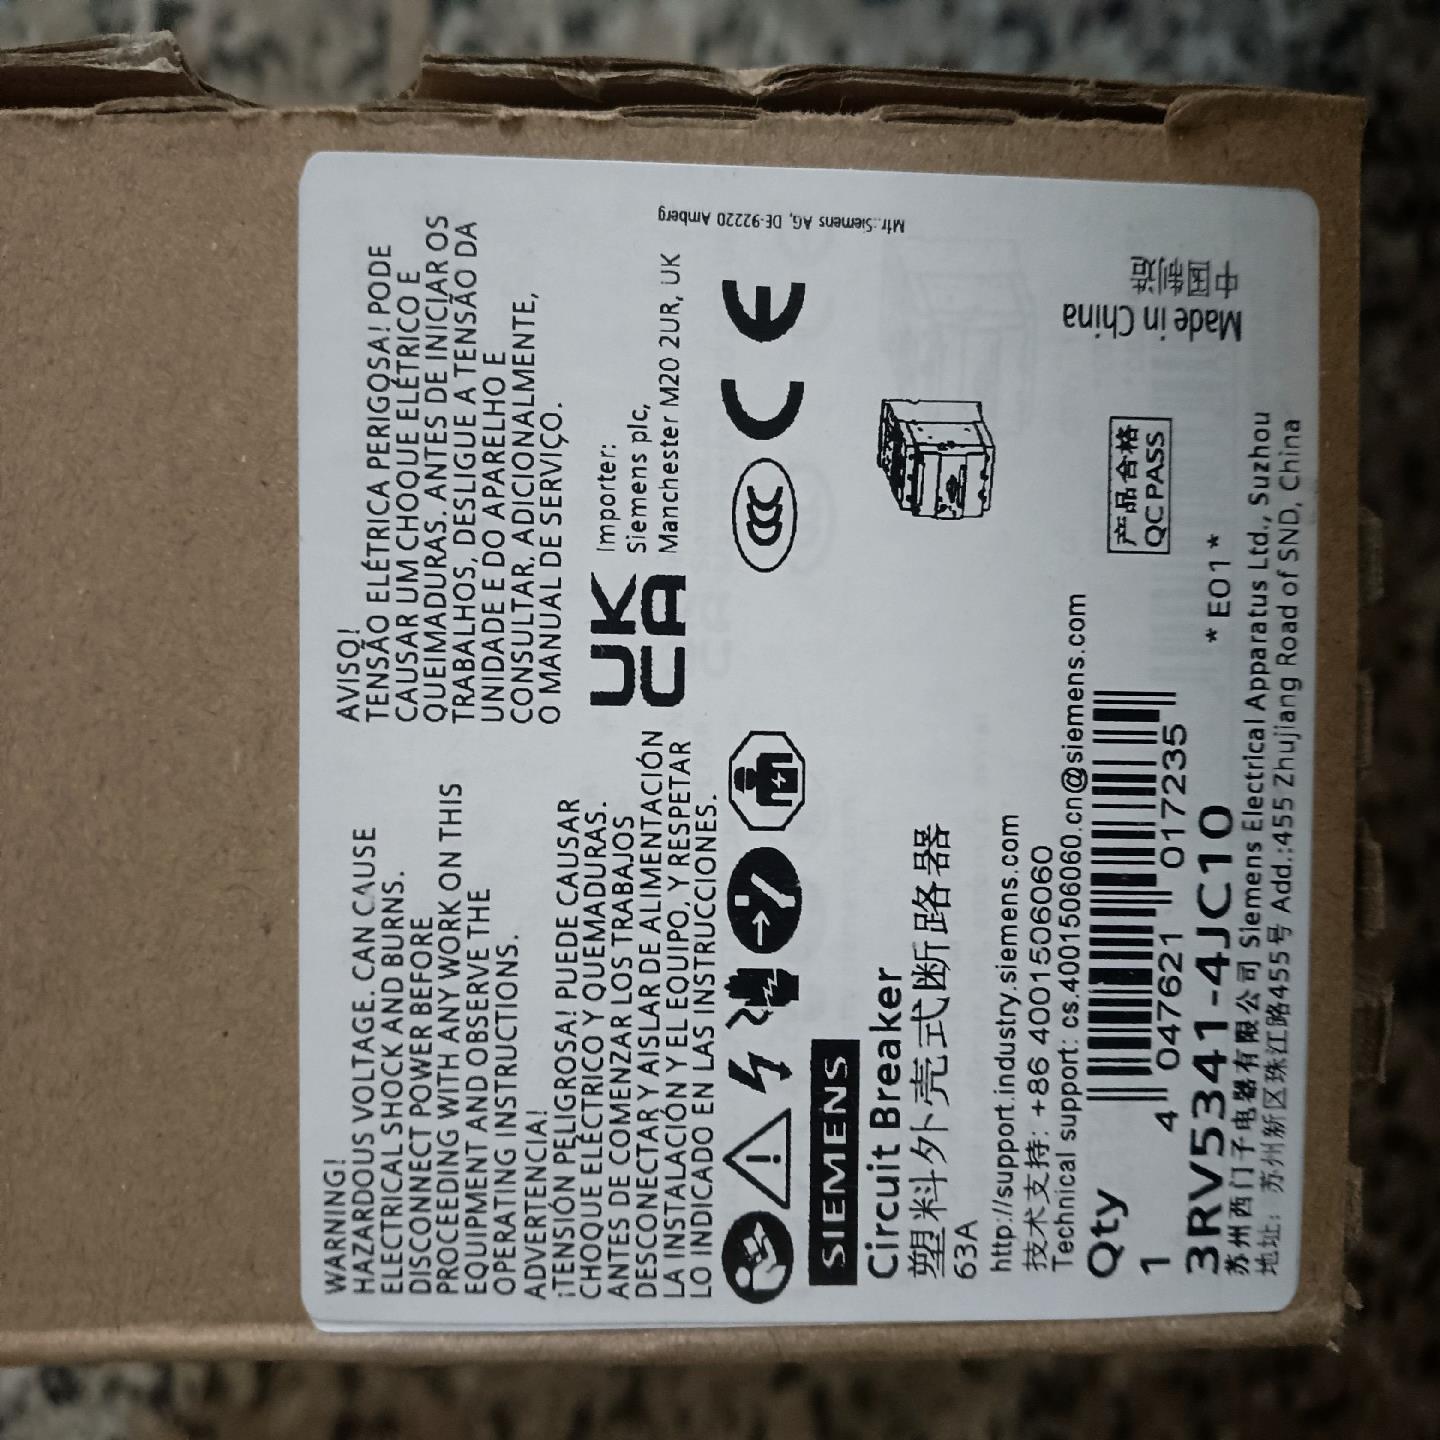 WARNING!
HAZARDOUS VOLTAGE. CAN CAUSE
ELECTRICAL SHOCK AND BURNS.
DISCONNECT POWER BEFORE
PROCEEDING WITH ANY WORK ON THIS
EQUIPMENT AND OBSERVE THE
OPERATING INSTRUCTIONS.
ADVERTENCIA!
¡TENSIÓN PELIGROSA! PUEDE CAUSAR
CHOQUE ELÉCTRICO Y QUEMADURAS.
ANTES DE COMENZAR LOS TRABAJOS
DESCONECTAR Y AISLAR DE ALIMENTACIÓN
LA INSTALACIÓN Y EL EQUIPO, Y RESPETAR
LO INDICADO EN LAS INSTRUCCIONES.
AVISO!
TENSÃO ELÉTRICA PERIGOSA! PODE
CAUSAR UM CHOQUE ELÉTRICO E
QUEIMADURAS. ANTES DE INICIAR OS
TRABALHOS, DESLIGUE A TENSÃO DA
UNIDADE E DO APARELHO E
CONSULTAR, ADICIONALMENTE,
O MANUAL DE SERVIÇO.
UK
CA
Importer:
Siemens plc,
Manchester M20 2UR, UK
CCC
CE
Mfr.:Siemens AG, DE-92220 Amberg
SIEMENS
Circuit Breaker
塑料外壳式断路器
63A
http://support.industry.siemens.com
技术支持: +86 4001506060
Technical support: cs.4001506060.cn@siemens.com
Qty
1
4 047621 017235
3RV5341-4JC10
产品合格
QC PASS
Made in China
中国
制造
* E01 *
苏州西门子电器有限公司 Siemens Electrical Apparatus Ltd., Suzhou
地址: 苏州新区珠江路455号 Add.:455 Zhujiang Road of SND, China